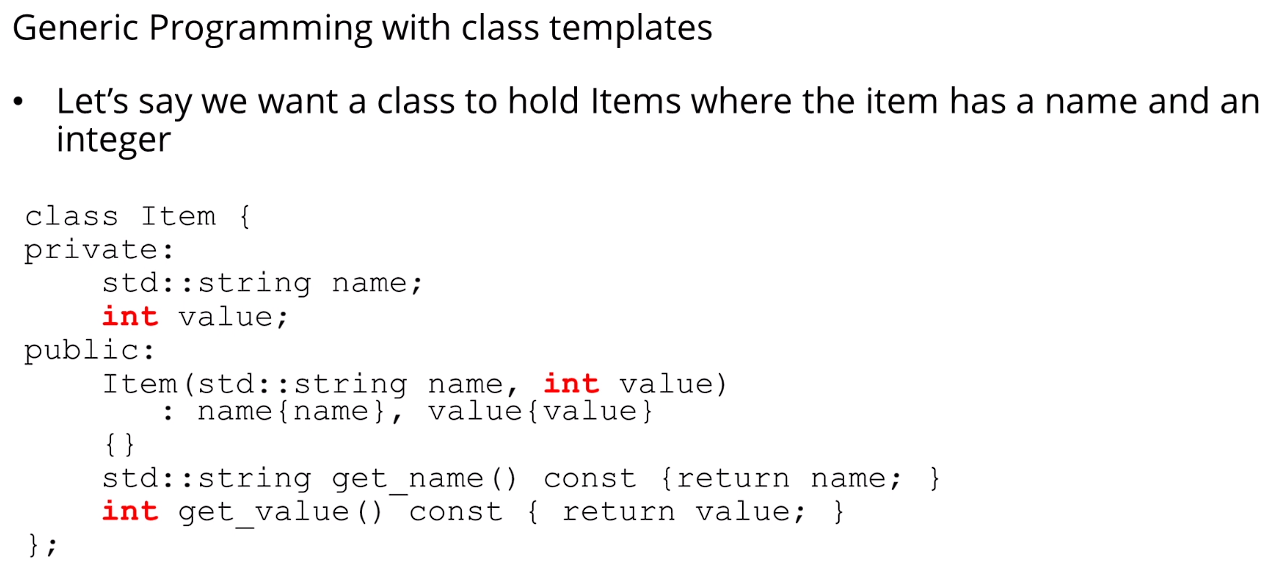 Generic Programming with class templates
• Let’s say we want a class to hold Items where the item has a name and an
integer
class Item {
private:
    std::string name;
    int value;
public:
    Item(std::string name, int value)
       : name{name}, value{value}
    {}
    std::string get_name() const {return name; }
    int get_value() const { return value; }
};